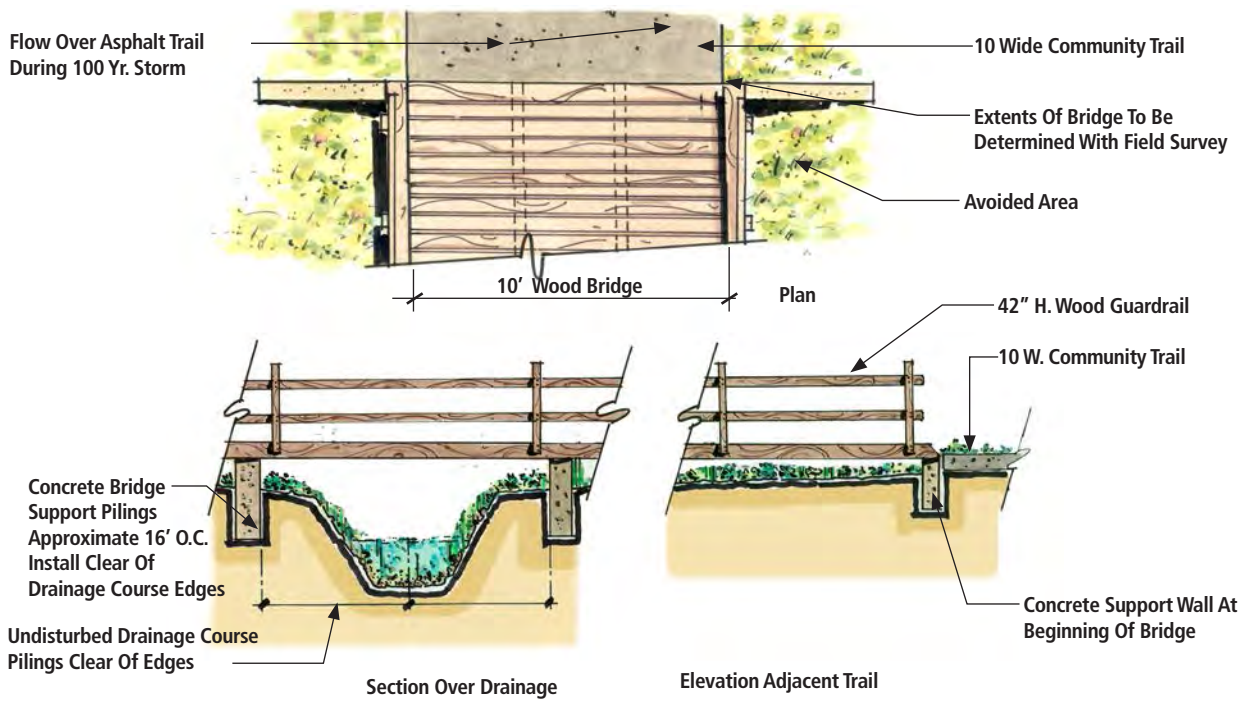 Flow Over Asphalt Trail
During 100 Yr. Storm
10 Wide Community Trail
Extents Of Bridge To Be
Determined With Field Survey
Avoided Area
10’ Wood Bridge
Plan
42” H. Wood Guardrail
10 W. Community Trail
Concrete Bridge
Support Pilings
Approximate 16’ O.C.
Install Clear Of
Drainage Course Edges
Undisturbed Drainage Course
Pilings Clear Of Edges
Concrete Support Wall At
Beginning Of Bridge
Section Over Drainage
Elevation Adjacent Trail